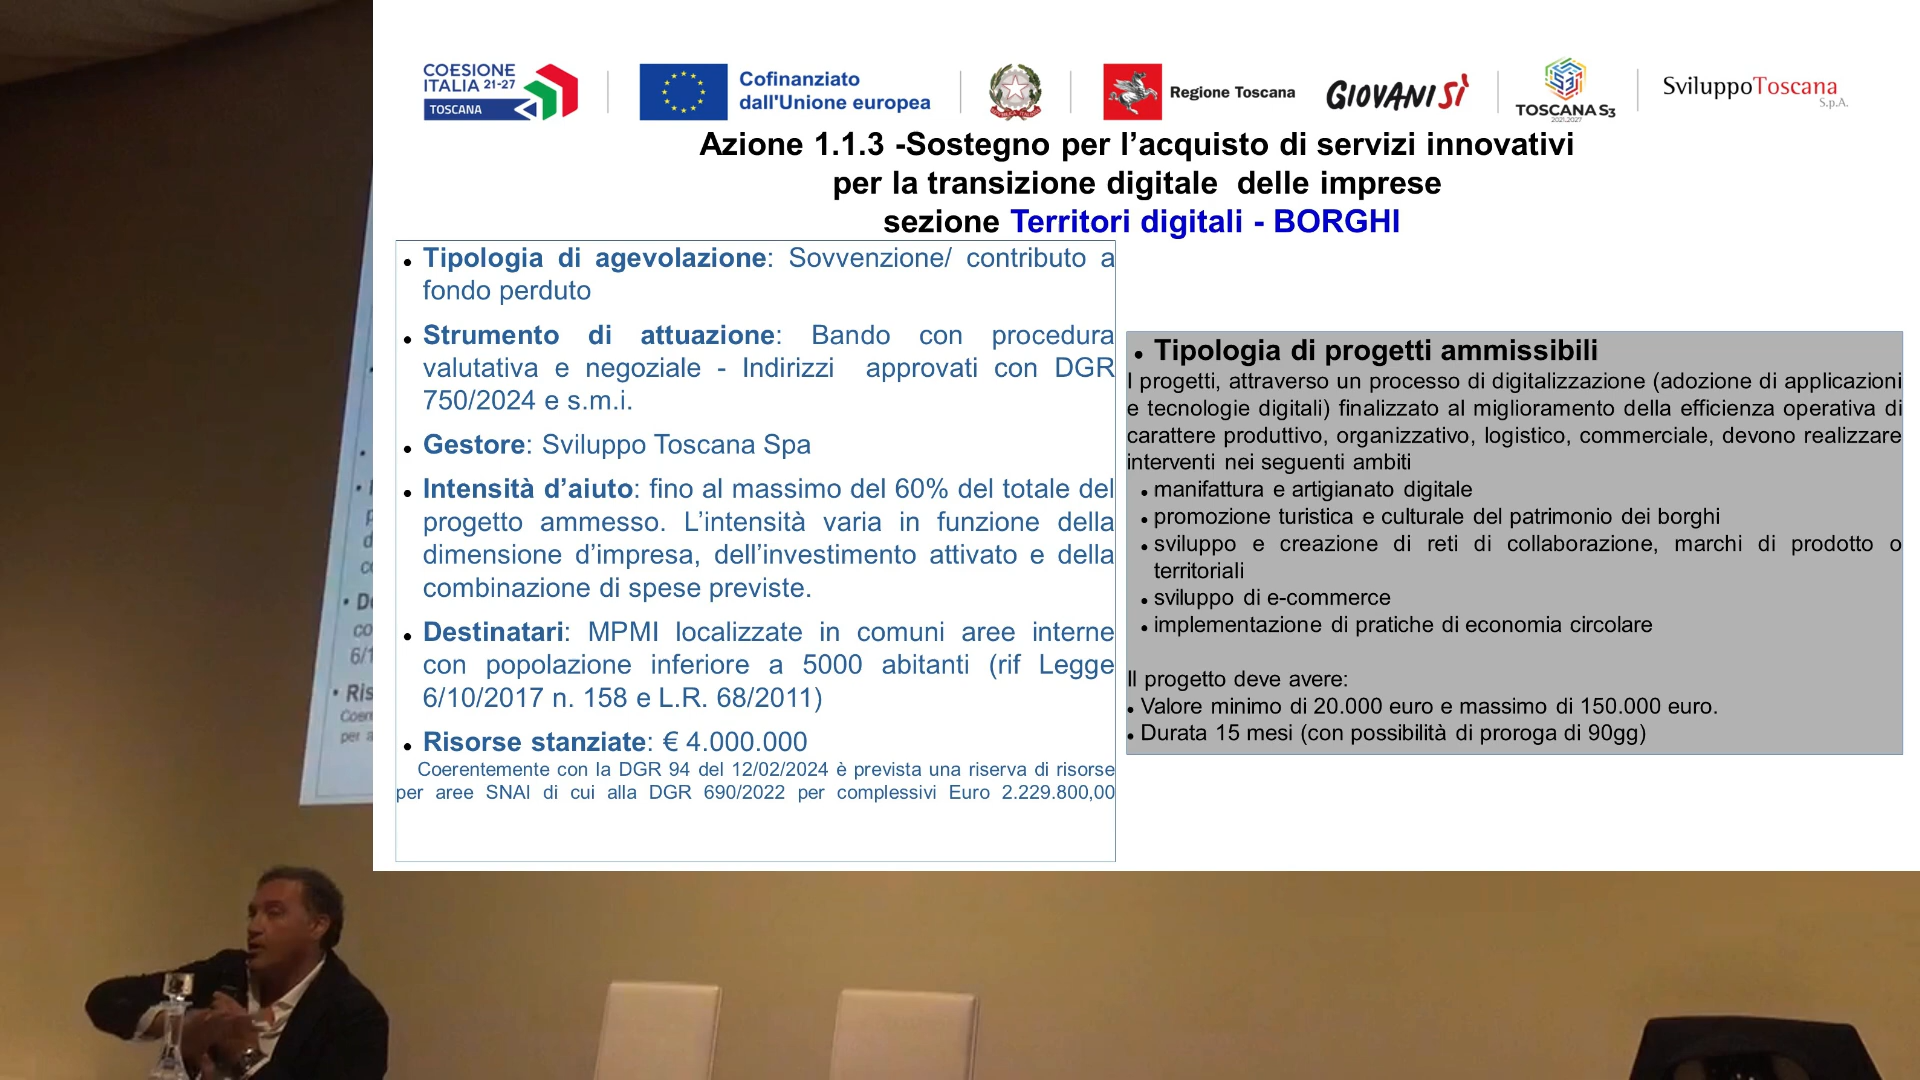 COESIONE
ITALIA 21-27
TOSCANA
Cofinanziato
dall'Unione europea
Regione Toscana
GIOVANISÌ
TOSCANA S3
2021.2027
SviluppoToscana
S.p.A.
Azione 1.1.3 -Sostegno per l’acquisto di servizi innovativi
per la transizione digitale delle imprese
sezione Territori digitali - BORGHI
• Tipologia di agevolazione: Sovvenzione/ contributo a
fondo perduto
• Strumento di attuazione: Bando con procedura
valutativa e negoziale - Indirizzi approvati con DGR
750/2024 e s.m.i.
• Gestore: Sviluppo Toscana Spa
• Intensità d’aiuto: fino al massimo del 60% del totale del
progetto ammesso. L’intensità varia in funzione della
dimensione d’impresa, dell’investimento attivato e della
combinazione di spese previste.
• Destinatari: MPMI localizzate in comuni aree interne
con popolazione inferiore a 5000 abitanti (rif Legge
6/10/2017 n. 158 e L.R. 68/2011)
• Risorse stanziate: € 4.000.000
Coerentemente con la DGR 94 del 12/02/2024 è prevista una riserva di risorse
per aree SNAI di cui alla DGR 690/2022 per complessivi Euro 2.229.800,00
• Tipologia di progetti ammissibili
I progetti, attraverso un processo di digitalizzazione (adozione di applicazioni
e tecnologie digitali) finalizzato al miglioramento della efficienza operativa di
carattere produttivo, organizzativo, logistico, commerciale, devono realizzare
interventi nei seguenti ambiti
• manifattura e artigianato digitale
• promozione turistica e culturale del patrimonio dei borghi
• sviluppo e creazione di reti di collaborazione, marchi di prodotto o
territoriali
• sviluppo di e-commerce
• implementazione di pratiche di economia circolare
Il progetto deve avere:
• Valore minimo di 20.000 euro e massimo di 150.000 euro.
• Durata 15 mesi (con possibilità di proroga di 90gg)